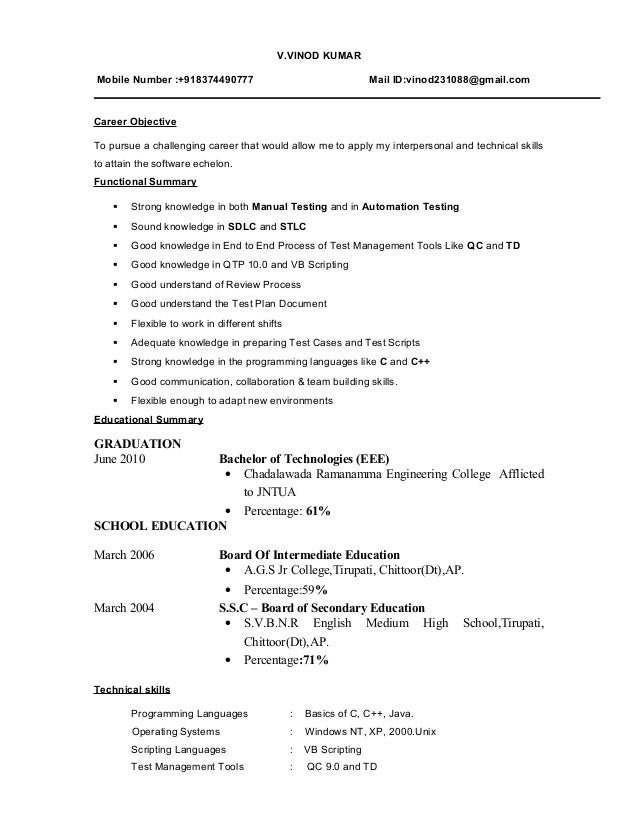 V.VINOD KUMAR
Mobile Number :+918374490777 Mail ID:vinod231088@gmail.com
Career Objective
To pursue a challenging career that would allow me to apply my interpersonal and technical skills
to attain the software echelon.
Functional Summary
▪ Strong knowledge in both Manual Testing and in Automation Testing
▪ Sound knowledge in SDLC and STLC
▪ Good knowledge in End to End Process of Test Management Tools Like QC and TD
▪ Good knowledge in QTP 10.0 and VB Scripting
▪ Good understand of Review Process
▪ Good understand the Test Plan Document
▪ Flexible to work in different shifts
▪ Adequate knowledge in preparing Test Cases and Test Scripts
▪ Strong knowledge in the programming languages like C and C++
▪ Good communication, collaboration & team building skills.
▪ Flexible enough to adapt new environments
Educational Summary
GRADUATION
June 2010 Bachelor of Technologies (EEE)
• Chadalawada Ramanamma Engineering College Afflicted
to JNTUA
• Percentage: 61%
SCHOOL EDUCATION
March 2006 Board Of Intermediate Education
• A.G.S Jr College,Tirupati, Chittoor(Dt),AP.
• Percentage:59%
March 2004 S.S.C – Board of Secondary Education
• S.V.B.N.R English Medium High School,Tirupati,
Chittoor(Dt),AP.
• Percentage:71%
Technical skills
Programming Languages : Basics of C, C++, Java.
Operating Systems : Windows NT, XP, 2000.Unix
Scripting Languages : VB Scripting
Test Management Tools : QC 9.0 and TD